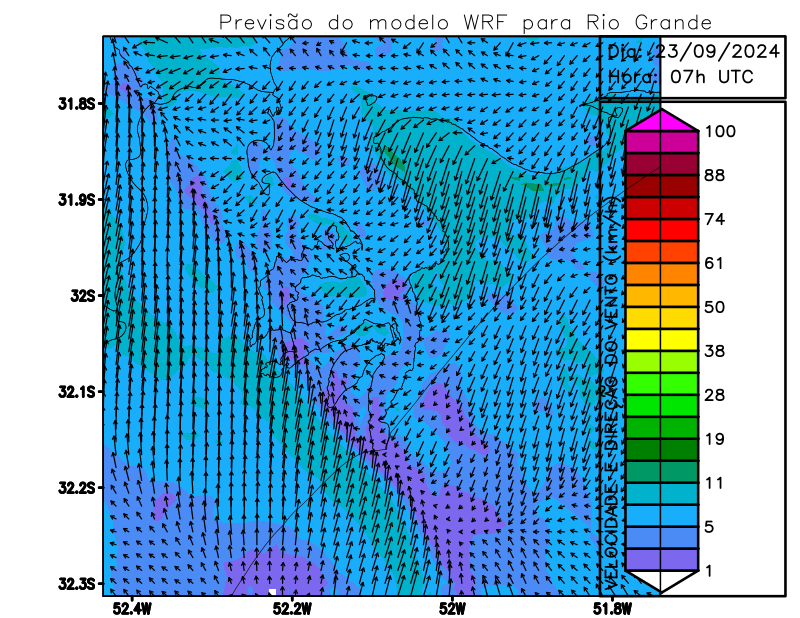 Previsão do modelo WRF para Rio Grande
Dia: 23/09/2024
Hora: 07h UTC
31.8S
31.9S
32S
32.1S
32.2S
32.3S
52.4W
52.2W
52W
51.8W
VELOCIDADE E DIREÇÃO DO VENTO (km/h)
100
88
74
61
50
38
28
19
11
5
1